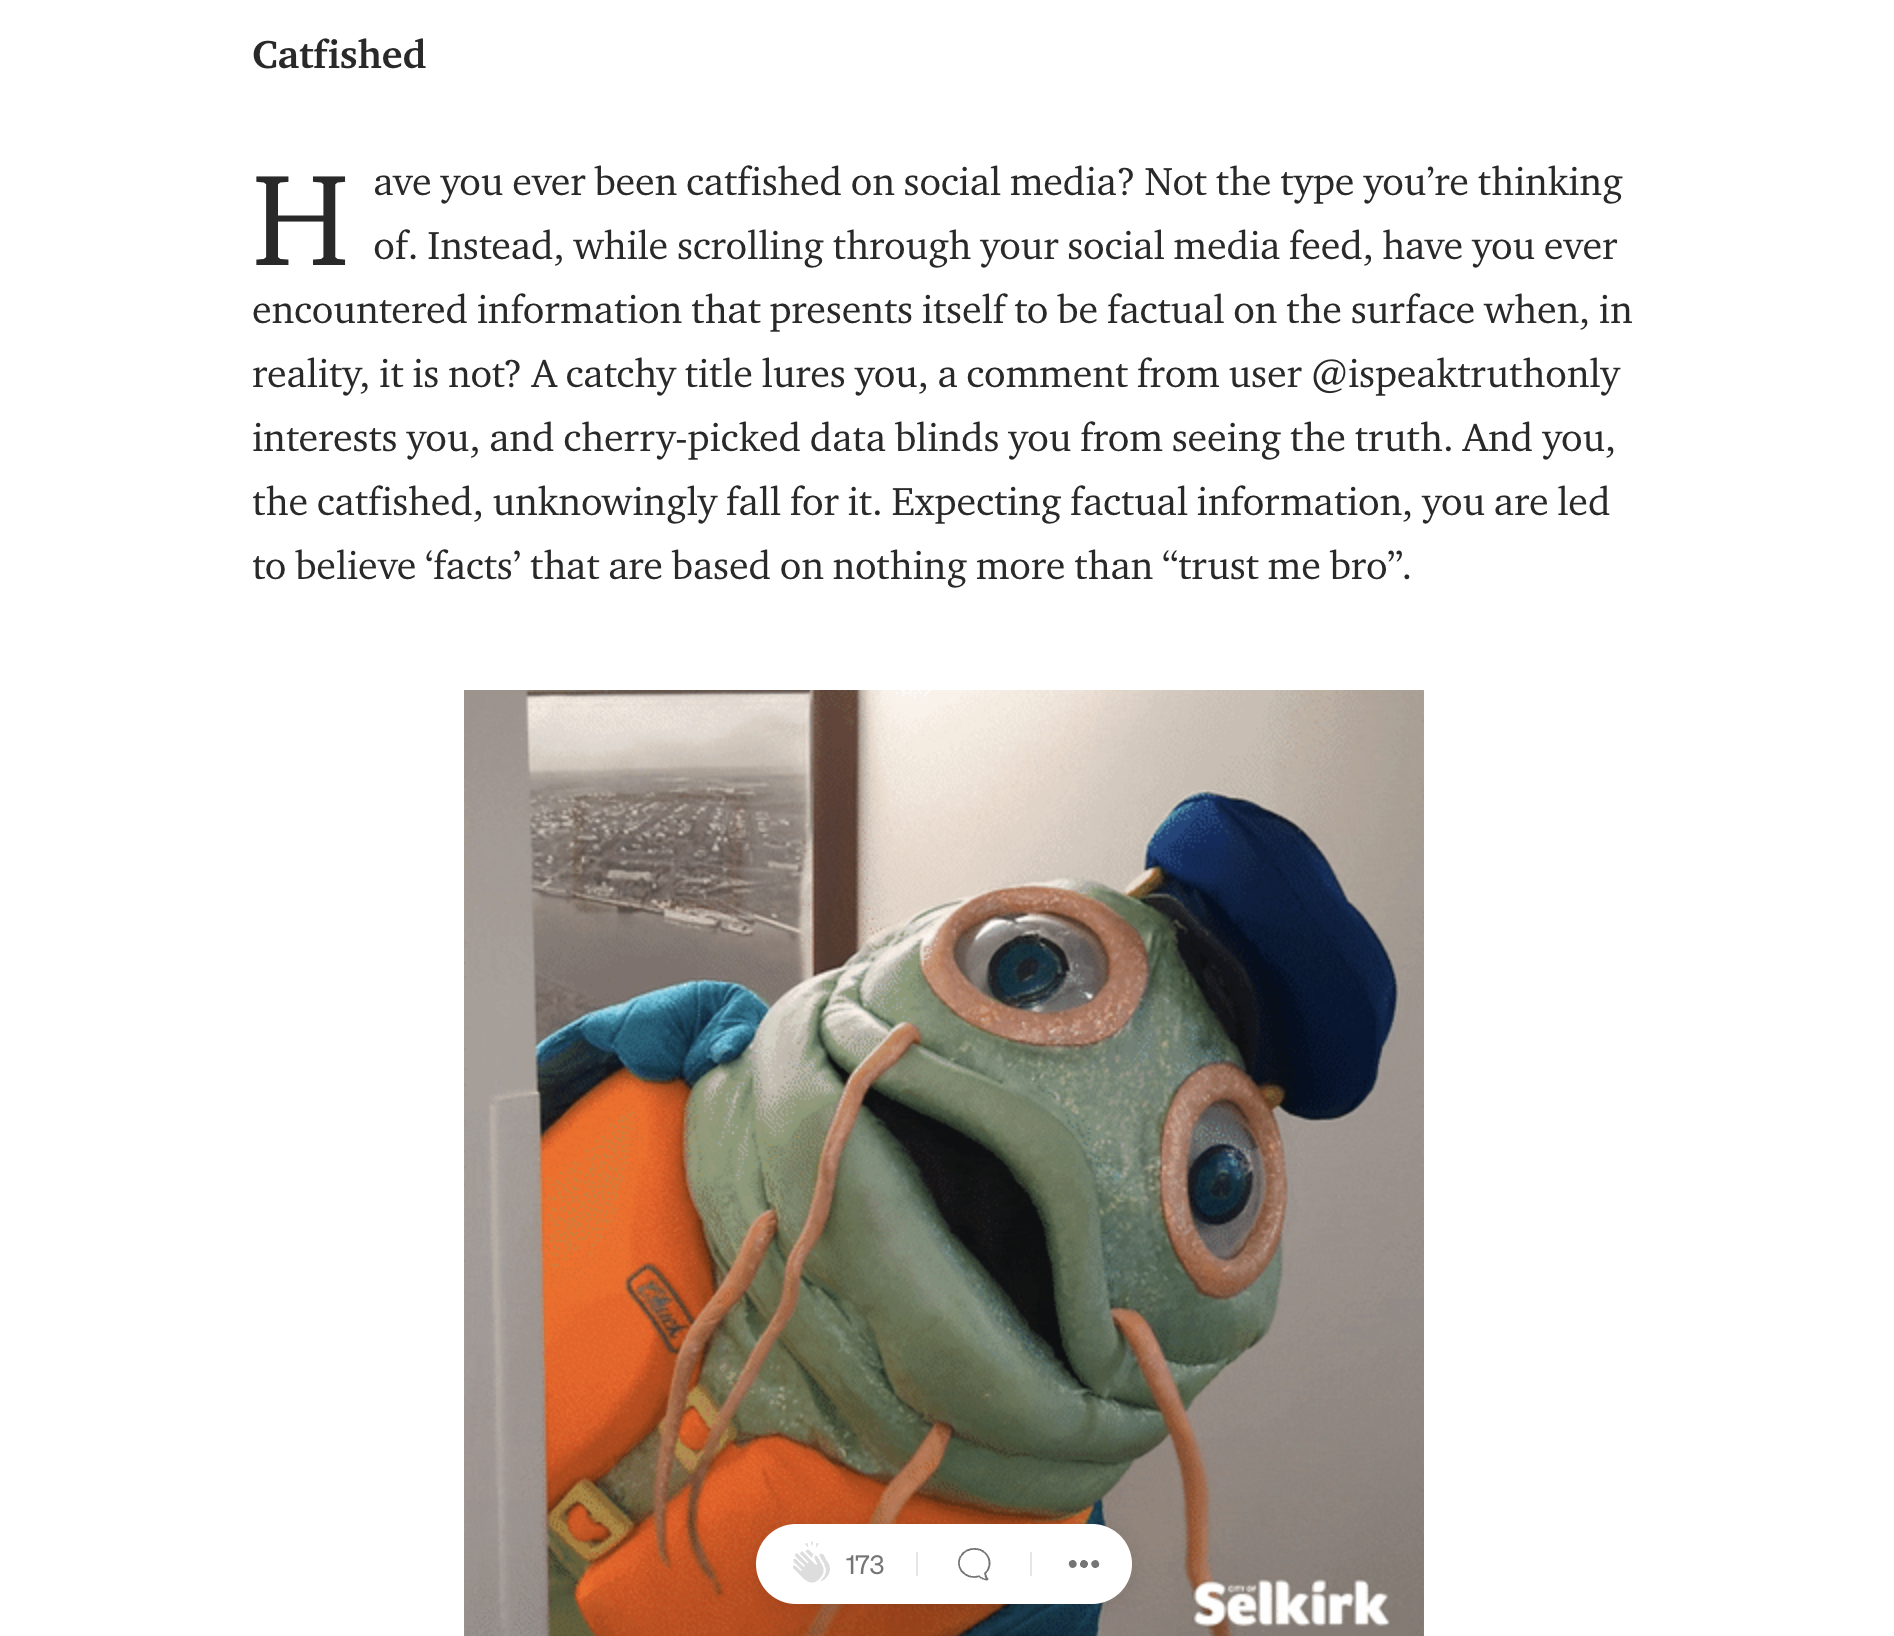 Catfished
Have you ever been catfished on social media? Not the type you’re thinking
of. Instead, while scrolling through your social media feed, have you ever
encountered information that presents itself to be factual on the surface when, in
reality, it is not? A catchy title lures you, a comment from user @ispeaktruthonly
interests you, and cherry-picked data blinds you from seeing the truth. And you,
the catfished, unknowingly fall for it. Expecting factual information, you are led
to believe ‘facts’ that are based on nothing more than “trust me bro”.
Chuck
173
CITY OF
Selkirk